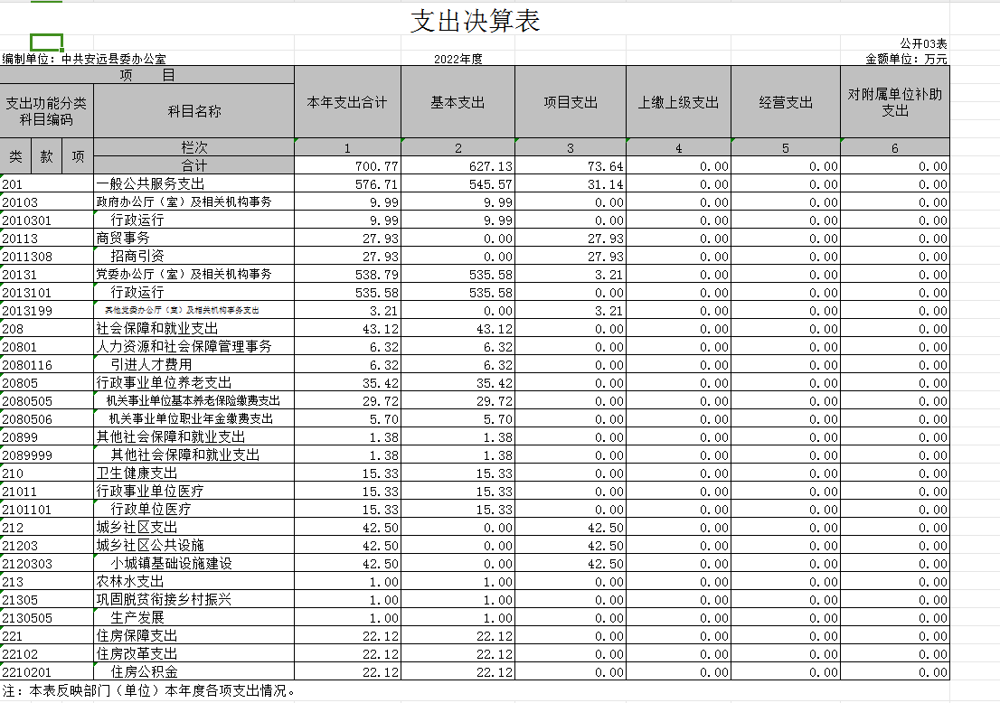 支出决算表
公开03表
编制单位：中共安远县委办公室 2022年度 金额单位：万元
项 目 本年支出合计 基本支出 项目支出 上缴上级支出 经营支出 对附属单位补助支出
支出功能分类科目编码 科目名称
类 款 项 栏次 1 2 3 4 5 6
合计 700.77 627.13 73.64 0.00 0.00 0.00
201 一般公共服务支出 576.71 545.57 31.14 0.00 0.00 0.00
20103 政府办公厅（室）及相关机构事务 9.99 9.99 0.00 0.00 0.00 0.00
2010301 行政运行 9.99 9.99 0.00 0.00 0.00 0.00
20113 商贸事务 27.93 0.00 27.93 0.00 0.00 0.00
2011308 招商引资 27.93 0.00 27.93 0.00 0.00 0.00
20131 党委办公厅（室）及相关机构事务 538.79 535.58 3.21 0.00 0.00 0.00
2013101 行政运行 535.58 535.58 0.00 0.00 0.00 0.00
2013199 其他党委办公厅（室）及相关机构事务支出 3.21 0.00 3.21 0.00 0.00 0.00
208 社会保障和就业支出 43.12 43.12 0.00 0.00 0.00 0.00
20801 人力资源和社会保障管理事务 6.32 6.32 0.00 0.00 0.00 0.00
2080116 引进人才费用 6.32 6.32 0.00 0.00 0.00 0.00
20805 行政事业单位养老支出 35.42 35.42 0.00 0.00 0.00 0.00
2080505 机关事业单位基本养老保险缴费支出 29.72 29.72 0.00 0.00 0.00 0.00
2080506 机关事业单位职业年金缴费支出 5.70 5.70 0.00 0.00 0.00 0.00
20899 其他社会保障和就业支出 1.38 1.38 0.00 0.00 0.00 0.00
2089999 其他社会保障和就业支出 1.38 1.38 0.00 0.00 0.00 0.00
210 卫生健康支出 15.33 15.33 0.00 0.00 0.00 0.00
21011 行政事业单位医疗 15.33 15.33 0.00 0.00 0.00 0.00
2101101 行政单位医疗 15.33 15.33 0.00 0.00 0.00 0.00
212 城乡社区支出 42.50 0.00 42.50 0.00 0.00 0.00
21203 城乡社区公共设施 42.50 0.00 42.50 0.00 0.00 0.00
2120303 小城镇基础设施建设 42.50 0.00 42.50 0.00 0.00 0.00
213 农林水支出 1.00 1.00 0.00 0.00 0.00 0.00
21305 巩固脱贫衔接乡村振兴 1.00 1.00 0.00 0.00 0.00 0.00
2130505 生产发展 1.00 1.00 0.00 0.00 0.00 0.00
221 住房保障支出 22.12 22.12 0.00 0.00 0.00 0.00
22102 住房改革支出 22.12 22.12 0.00 0.00 0.00 0.00
2210201 住房公积金 22.12 22.12 0.00 0.00 0.00 0.00
注：本表反映部门（单位）本年度各项支出情况。